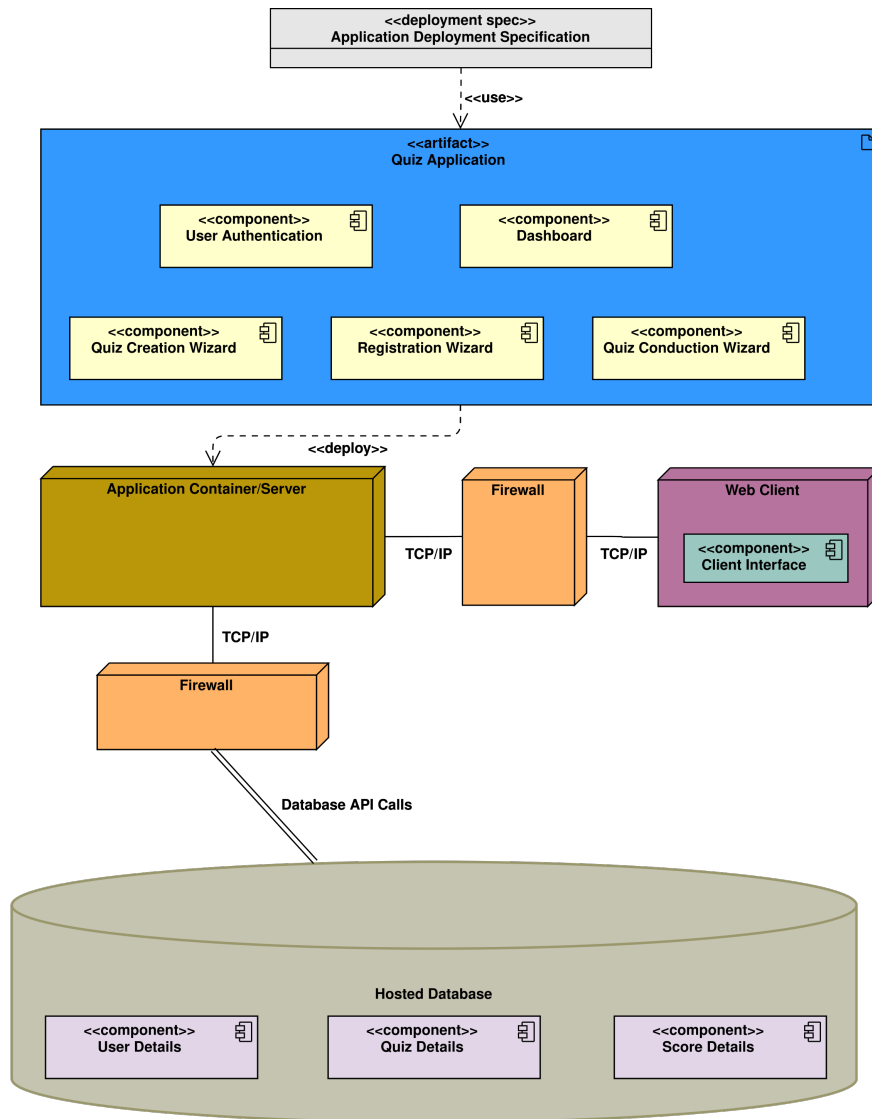 <<deployment spec>>
Application Deployment Specification
<<use>>
<<artifact>>
Quiz Application
<<component>>
User Authentication
<<component>>
Dashboard
<<component>>
Quiz Creation Wizard
<<component>>
Registration Wizard
<<component>>
Quiz Conduction Wizard
<<deploy>>
Application Container/Server
Firewall
Web Client
<<component>>
Client Interface
TCP/IP
TCP/IP
TCP/IP
Firewall
Database API Calls
Hosted Database
<<component>>
User Details
<<component>>
Quiz Details
<<component>>
Score Details